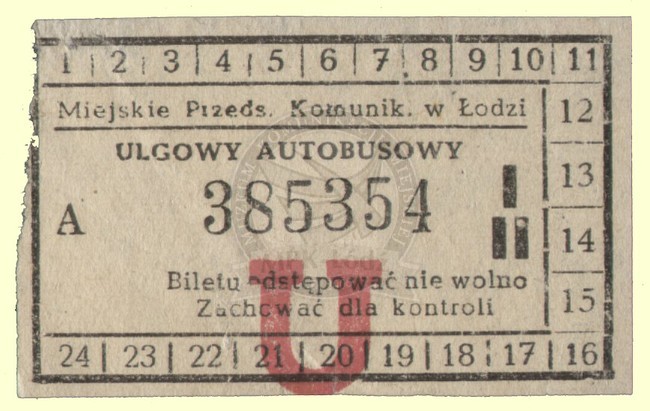 1 | 2 | 3 | 4 | 5 | 6 | 7 | 8 | 9 | 10 | 11
Miejskie Przeds. Komunik. w Łodzi
12
ULGOWY AUTOBUSOWY
13
A 385354
14
Biletu odstępować nie wolno
15
Zachować dla kontroli
U
24 | 23 | 22 | 21 | 20 | 19 | 18 | 17 | 16